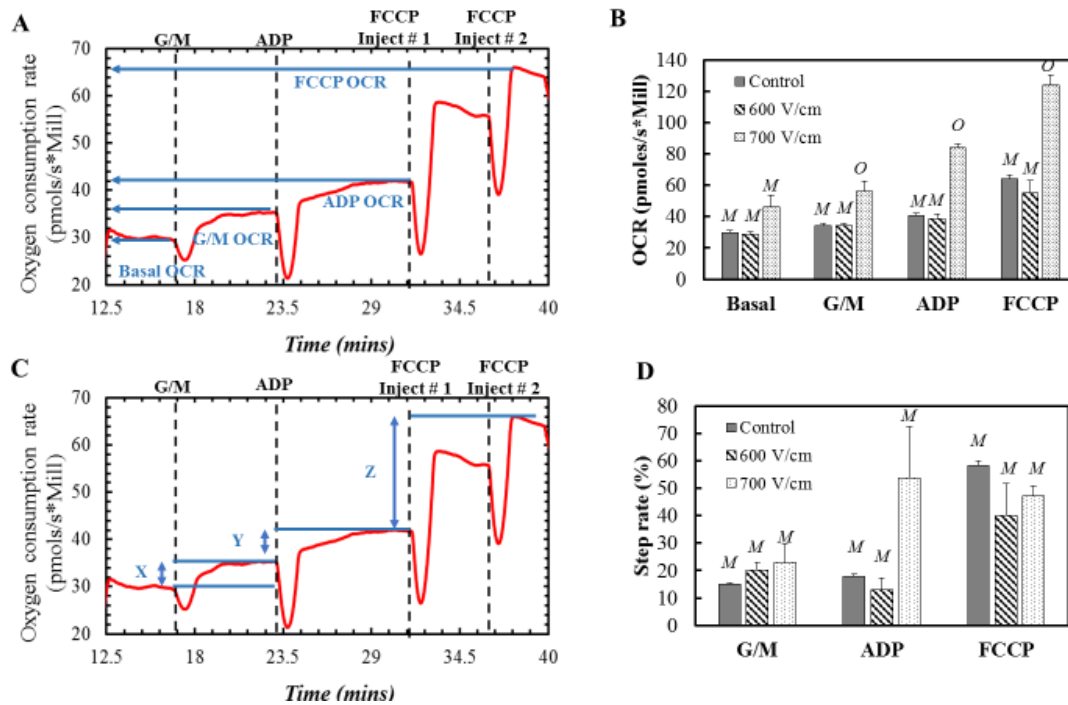 A
G/M
ADP
FCCP
Inject # 1
FCCP
Inject # 2
Oxygen consumption rate
(pmols/s*Mill)
70
60
50
40
30
20
FCCP OCR
ADP OCR
G/M OCR
Basal OCR
12.5 18 23.5 29 34.5 40
Time (mins)
B
OCR (pmoles/s*Mill)
140
120
100
80
60
40
20
0
Control
600 V/cm
700 V/cm
M M M
M M O
M M O
M M O
Basal G/M ADP FCCP
C
G/M
ADP
FCCP
Inject # 1
FCCP
Inject # 2
Oxygen consumption rate
(pmols/s*Mill)
70
60
50
40
30
20
X
Y
Z
12.5 18 23.5 29 34.5 40
Time (mins)
D
Step rate (%)
80
70
60
50
40
30
20
10
0
Control
600 V/cm
700 V/cm
M M M
M M M
M M M
G/M ADP FCCP